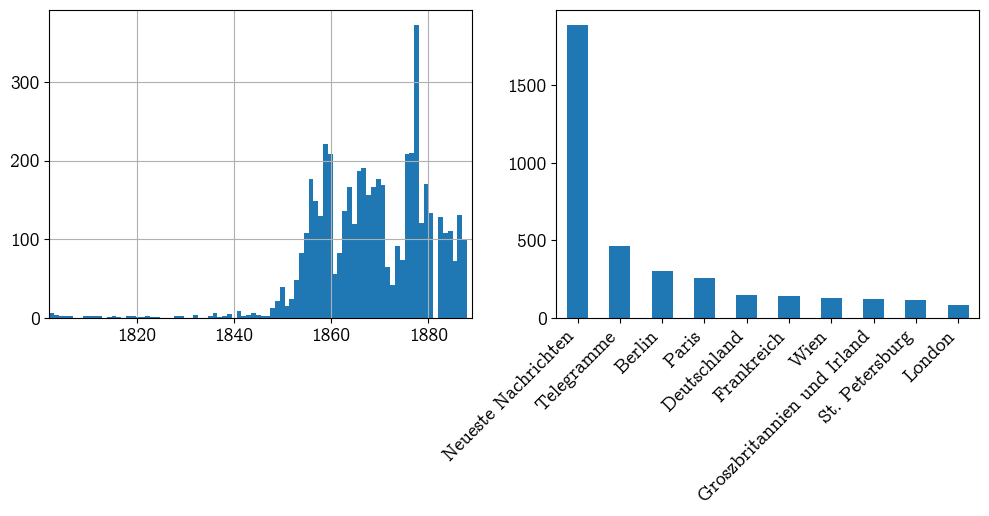 300
200
100
0
1820
1840
1860
1880
1500
1000
500
0
Neueste Nachrichten
Telegramme
Berlin
Paris
Deutschland
Frankreich
Wien
Groszbritannien und Irland
St. Petersburg
London